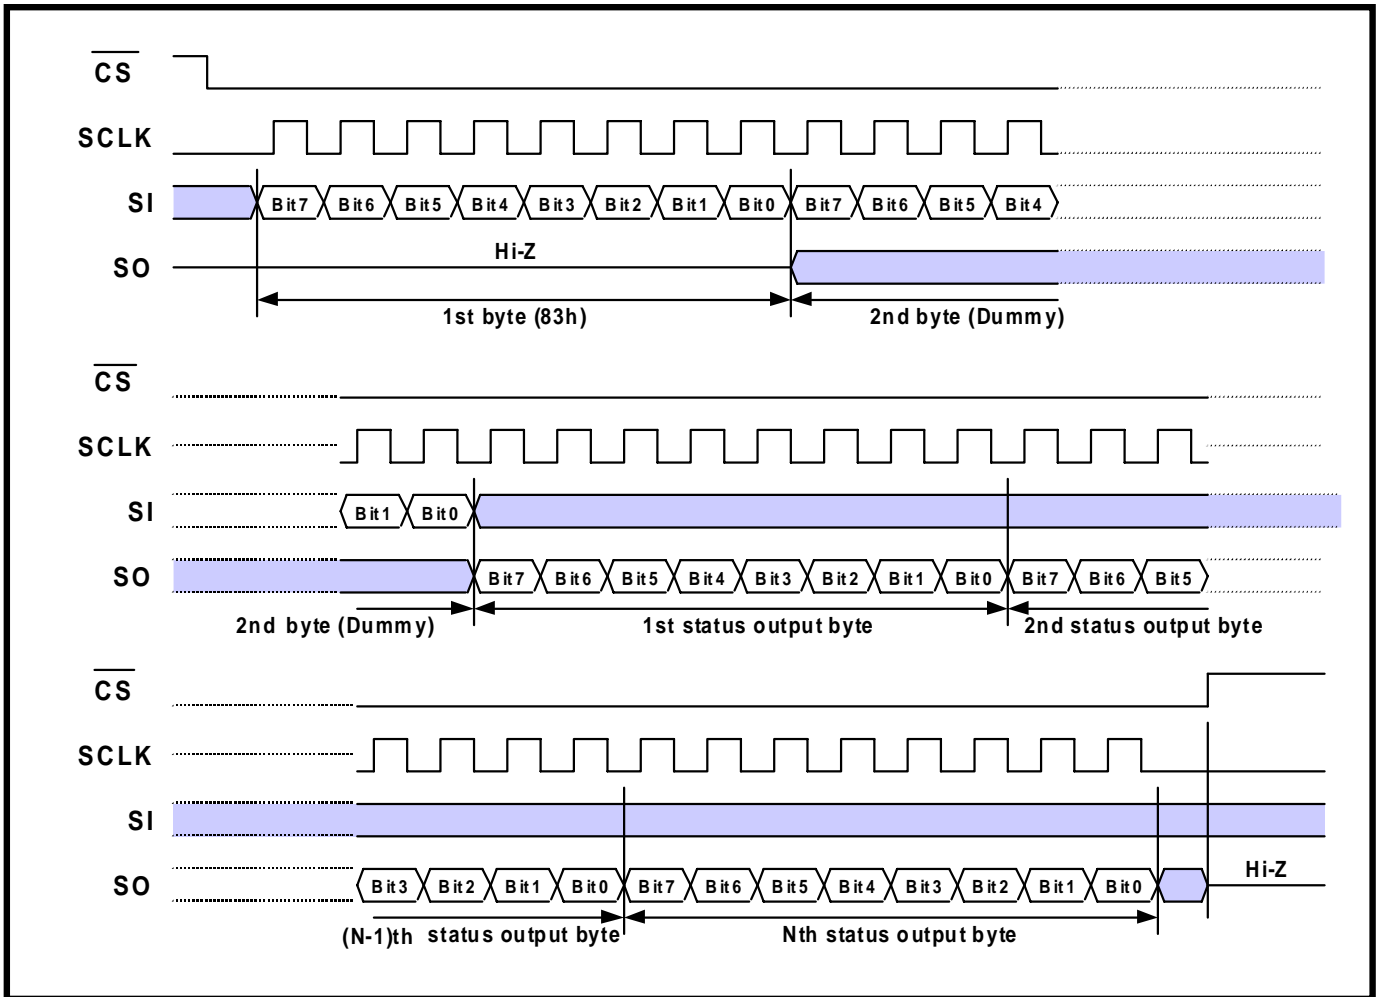 CS
SCLK
SI Bit7 Bit6 Bit5 Bit4 Bit3 Bit2 Bit1 Bit0 Bit7 Bit6 Bit5 Bit4
Hi-Z
SO
1st byte (83h) 2nd byte (Dummy)
CS
SCLK
SI Bit1 Bit0
SO Bit7 Bit6 Bit5 Bit4 Bit3 Bit2 Bit1 Bit0 Bit7 Bit6 Bit5
2nd byte (Dummy) 1st status output byte 2nd status output byte
CS
SCLK
SI
SO Bit3 Bit2 Bit1 Bit0 Bit7 Bit6 Bit5 Bit4 Bit3 Bit2 Bit1 Bit0 Hi-Z
(N-1)th status output byte Nth status output byte